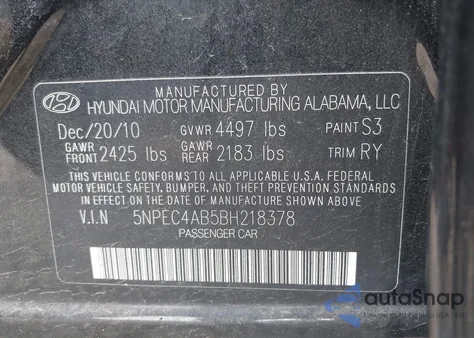 MANUFACTURED BY
HYUNDAI MOTOR MANUFACTURING ALABAMA, LLC
Dec/20/10 GVWR 4497 lbs PAINT S3
GAWR FRONT 2425 lbs GAWR REAR 2183 lbs TRIM RY
THIS VEHICLE CONFORMS TO ALL APPLICABLE U.S.A. FEDERAL
MOTOR VEHICLE SAFETY, BUMPER, AND THEFT PREVENTION
STANDARDS IN EFFECT ON THE DATE OF MANUFACTURE
SHOWN ABOVE.
V.I.N 5NPEC4AB5BH218378
PASSENGER CAR
autoSnap